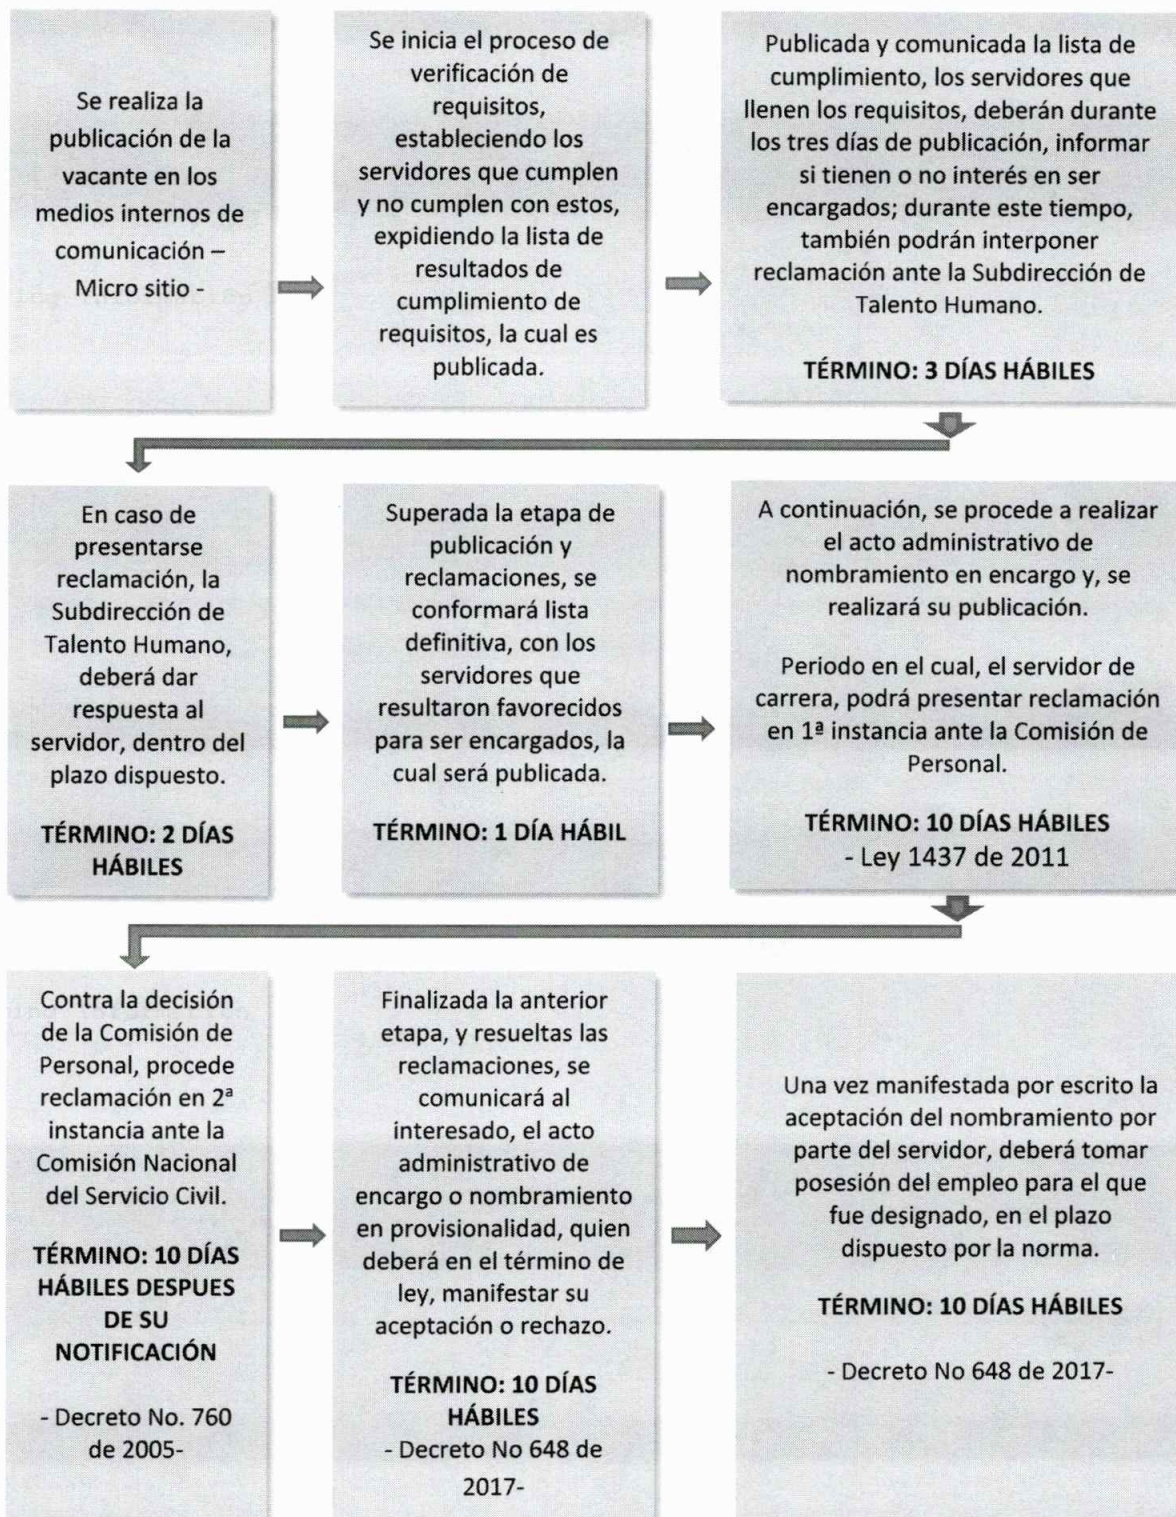 Se realiza la
publicación de la
vacante en los
medios internos de
comunicación –
Micro sitio -
Se inicia el proceso de
verificación de
requisitos,
estableciendo los
servidores que cumplen
y no cumplen con estos,
expidiendo la lista de
resultados de
cumplimiento de
requisitos, la cual es
publicada.
Publicada y comunicada la lista de
cumplimiento, los servidores que
llenen los requisitos, deberán durante
los tres días de publicación, informar
si tienen o no interés en ser
encargados; durante este tiempo,
también podrán interponer
reclamación ante la Subdirección de
Talento Humano.
TÉRMINO: 3 DÍAS HÁBILES
En caso de
presentarse
reclamación, la
Subdirección de
Talento Humano,
deberá dar
respuesta al
servidor, dentro del
plazo dispuesto.
TÉRMINO: 2 DÍAS
HÁBILES
Superada la etapa de
publicación y
reclamaciones, se
conformará lista
definitiva, con los
servidores que
resultaron favorecidos
para ser encargados, la
cual será publicada.
TÉRMINO: 1 DÍA HÁBIL
A continuación, se procede a realizar
el acto administrativo de
nombramiento en encargo y, se
realizará su publicación.
Periodo en el cual, el servidor de
carrera, podrá presentar reclamación
en 1ª instancia ante la Comisión de
Personal.
TÉRMINO: 10 DÍAS HÁBILES
- Ley 1437 de 2011
Contra la decisión
de la Comisión de
Personal, procede
reclamación en 2ª
instancia ante la
Comisión Nacional
del Servicio Civil.
TÉRMINO: 10 DÍAS
HÁBILES DESPUES
DE SU
NOTIFICACIÓN
- Decreto No. 760
de 2005-
Finalizada la anterior
etapa, y resueltas las
reclamaciones, se
comunicará al
interesado, el acto
administrativo de
encargo o nombramiento
en provisionalidad, quien
deberá en el término de
ley, manifestar su
aceptación o rechazo.
TÉRMINO: 10 DÍAS
HÁBILES
- Decreto No 648 de
2017-
Una vez manifestada por escrito la
aceptación del nombramiento por
parte del servidor, deberá tomar
posesión del empleo para el que
fue designado, en el plazo
dispuesto por la norma.
TÉRMINO: 10 DÍAS HÁBILES
- Decreto No 648 de 2017-